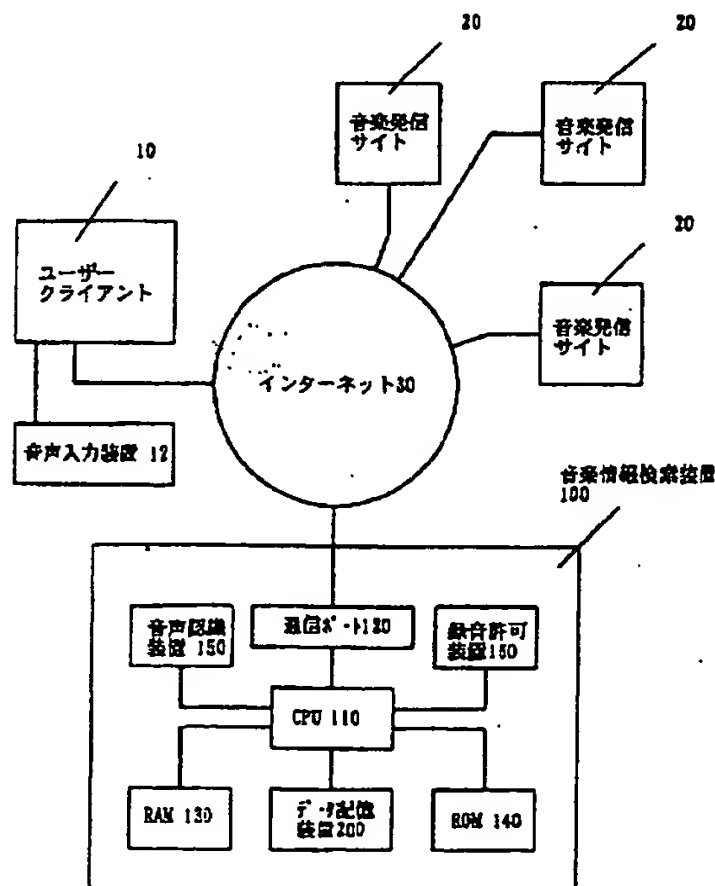 20
20
音楽発信
サイト
音楽発信
サイト
10
20
ユーザー
クライアント
音楽発信
サイト
インターネット30
音声入力装置 12
音楽情報検索装置
100
音声認識
装置 150
通信ポート120
録音許可
装置160
CPU 110
RAM 130
データ記憶
装置200
ROM 140